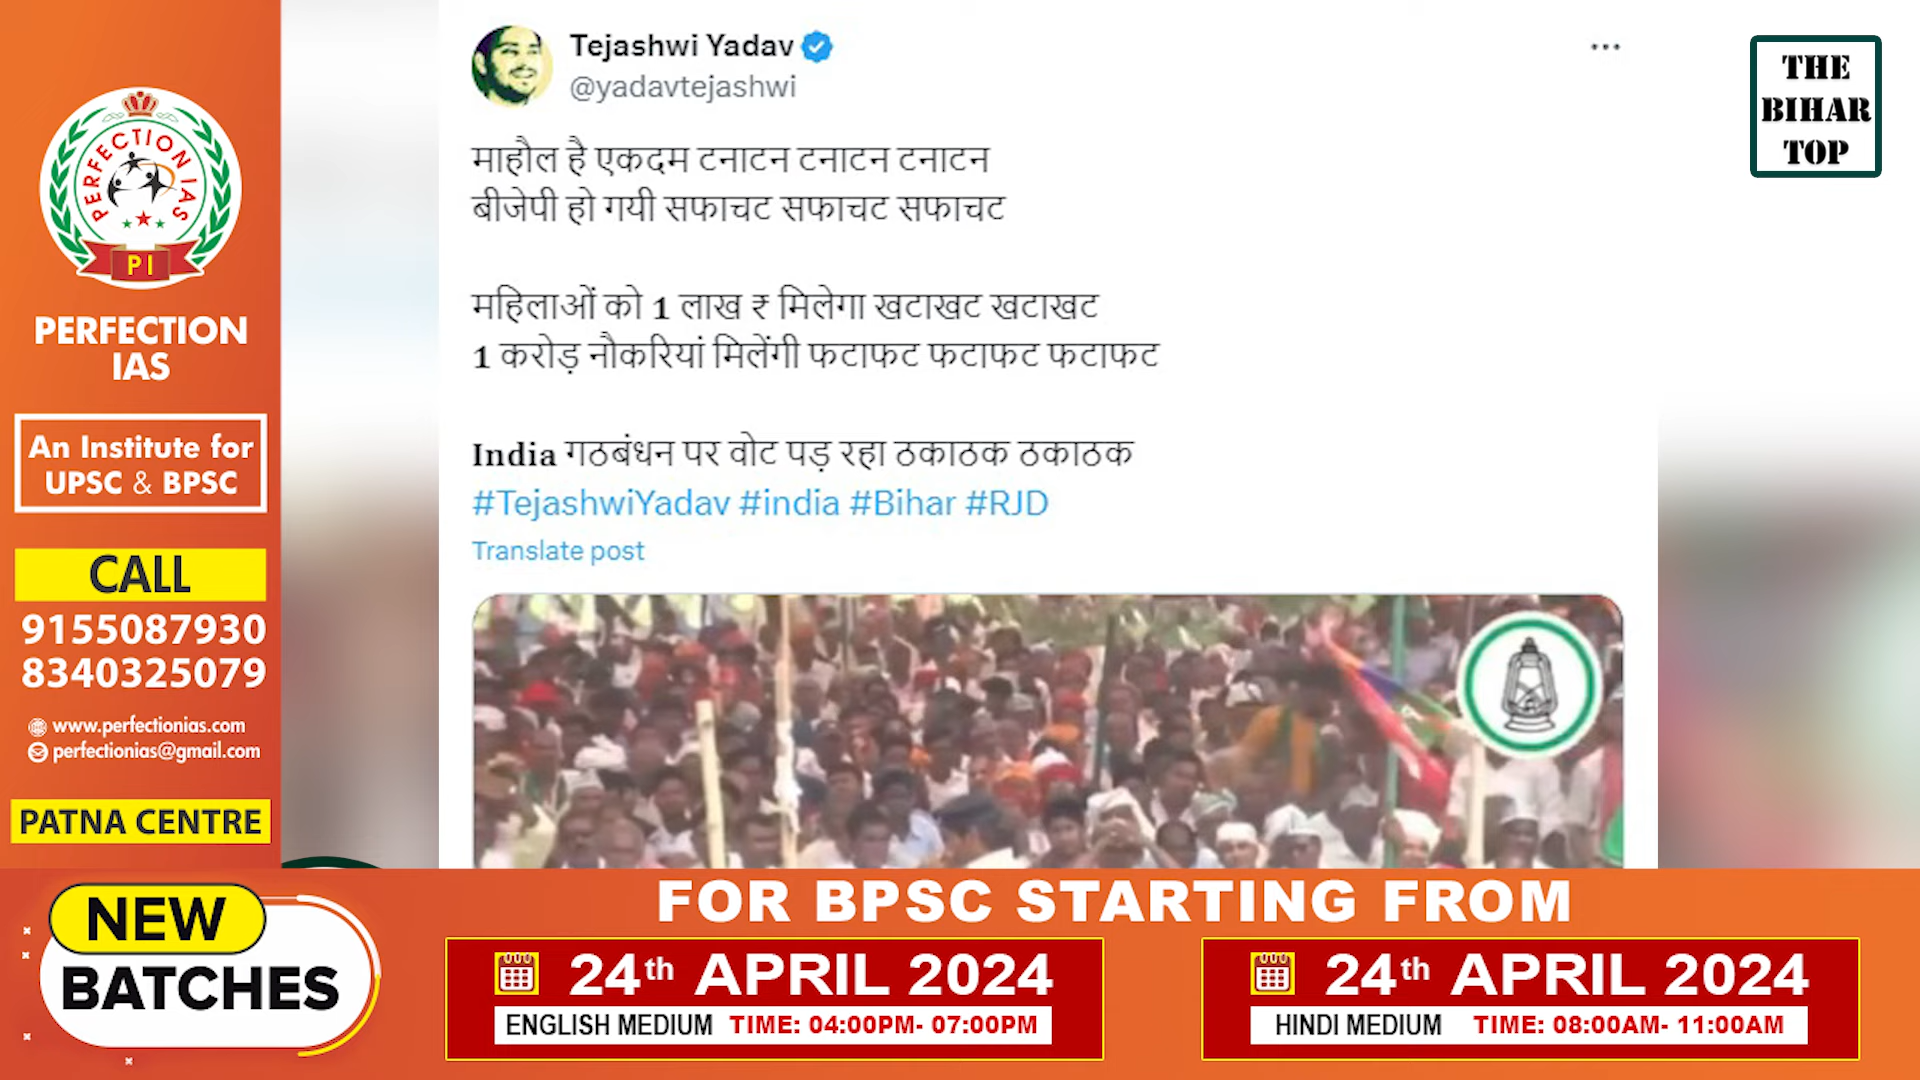 PERFECTION IAS
PI
PERFECTION
IAS
An Institute for
UPSC & BPSC
CALL
9155087930
8340325079
www.perfectionias.com
perfectionias@gmail.com
PATNA CENTRE
Tejashwi Yadav
@yadavtejashwi
माहौल है एकदम टनाटन टनाटन टनाटन
बीजेपी हो गयी सफाचट सफाचट सफाचट
महिलाओं को 1 लाख ₹ मिलेगा खटाखट खटाखट
1 करोड़ नौकरियां मिलेंगी फटाफट फटाफट फटाफट
India गठबंधन पर वोट पड़ रहा ठकाठक ठकाठक
#TejashwiYadav #india #Bihar #RJD
Translate post
THE
BIHAR
TOP
NEW
BATCHES
FOR BPSC STARTING FROM
24th APRIL 2024
ENGLISH MEDIUM TIME: 04:00PM- 07:00PM
24th APRIL 2024
HINDI MEDIUM TIME: 08:00AM- 11:00AM